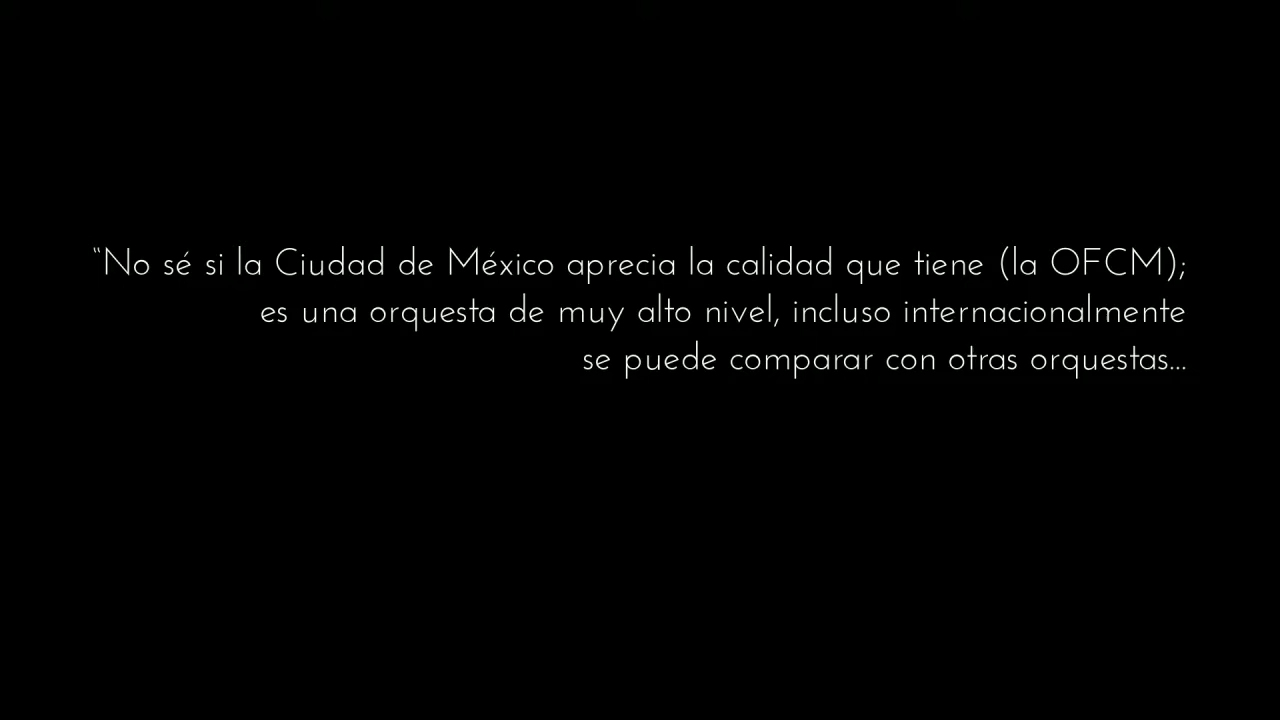 “No sé si la Ciudad de México aprecia la calidad que tiene (la OFCM);
es una orquesta de muy alto nivel, incluso internacionalmente
se puede comparar con otras orquestas...